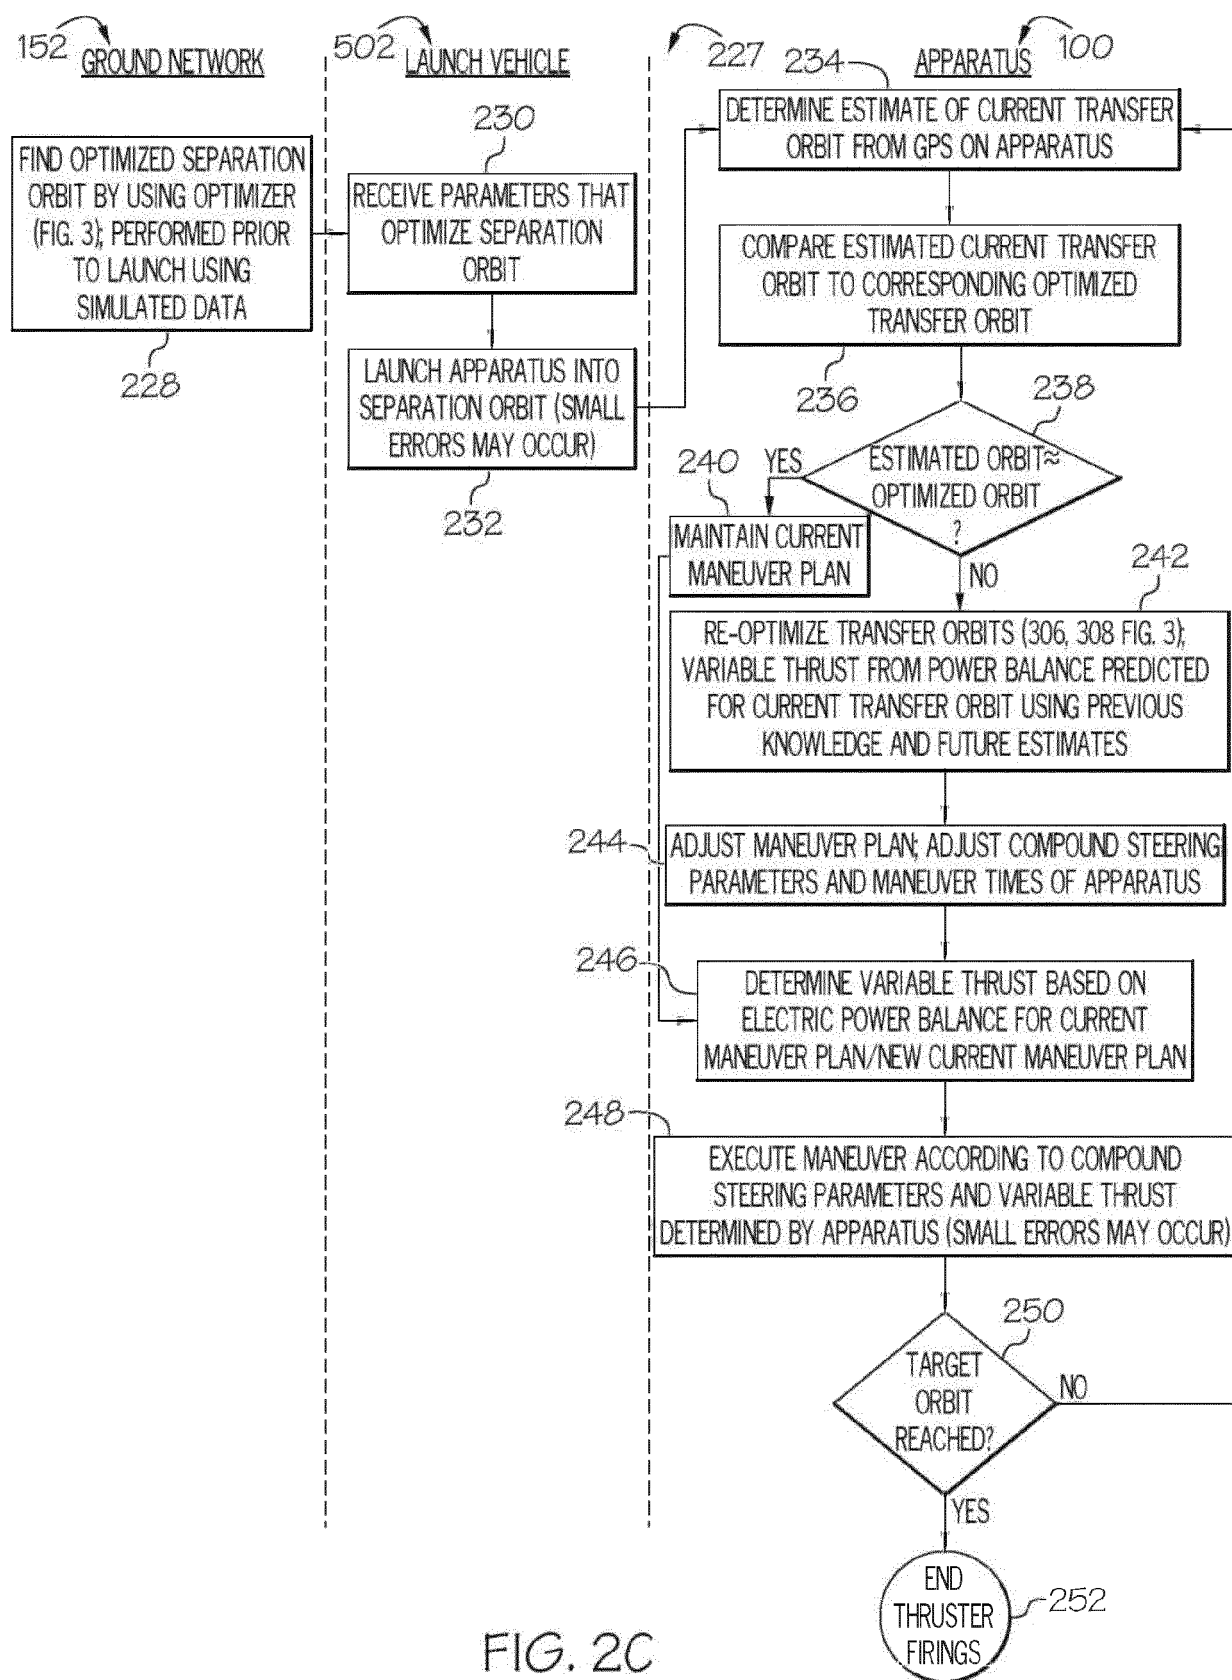 152
GROUND NETWORK
502
LAUNCH VEHICLE
227
APPARATUS
100
FIND OPTIMIZED SEPARATION
ORBIT BY USING OPTIMIZER
(FIG. 3); PERFORMED PRIOR
TO LAUNCH USING
SIMULATED DATA
228
230
RECEIVE PARAMETERS THAT
OPTIMIZE SEPARATION
ORBIT
LAUNCH APPARATUS INTO
SEPARATION ORBIT (SMALL
ERRORS MAY OCCUR)
232
234
DETERMINE ESTIMATE OF CURRENT TRANSFER
ORBIT FROM GPS ON APPARATUS
COMPARE ESTIMATED CURRENT TRANSFER
ORBIT TO CORRESPONDING OPTIMIZED
TRANSFER ORBIT
236
238
ESTIMATED ORBIT≈
OPTIMIZED ORBIT
?
YES
240
MAINTAIN CURRENT
MANEUVER PLAN
NO
242
RE-OPTIMIZE TRANSFER ORBITS (306, 308 FIG. 3);
VARIABLE THRUST FROM POWER BALANCE PREDICTED
FOR CURRENT TRANSFER ORBIT USING PREVIOUS
KNOWLEDGE AND FUTURE ESTIMATES
244
ADJUST MANEUVER PLAN; ADJUST COMPOUND STEERING
PARAMETERS AND MANEUVER TIMES OF APPARATUS
246
DETERMINE VARIABLE THRUST BASED ON
ELECTRIC POWER BALANCE FOR CURRENT
MANEUVER PLAN/NEW CURRENT MANEUVER PLAN
248
EXECUTE MANEUVER ACCORDING TO COMPOUND
STEERING PARAMETERS AND VARIABLE THRUST
DETERMINED BY APPARATUS (SMALL ERRORS MAY OCCUR)
250
TARGET
ORBIT
REACHED?
NO
YES
END
THRUSTER
FIRINGS
252
FIG. 2C